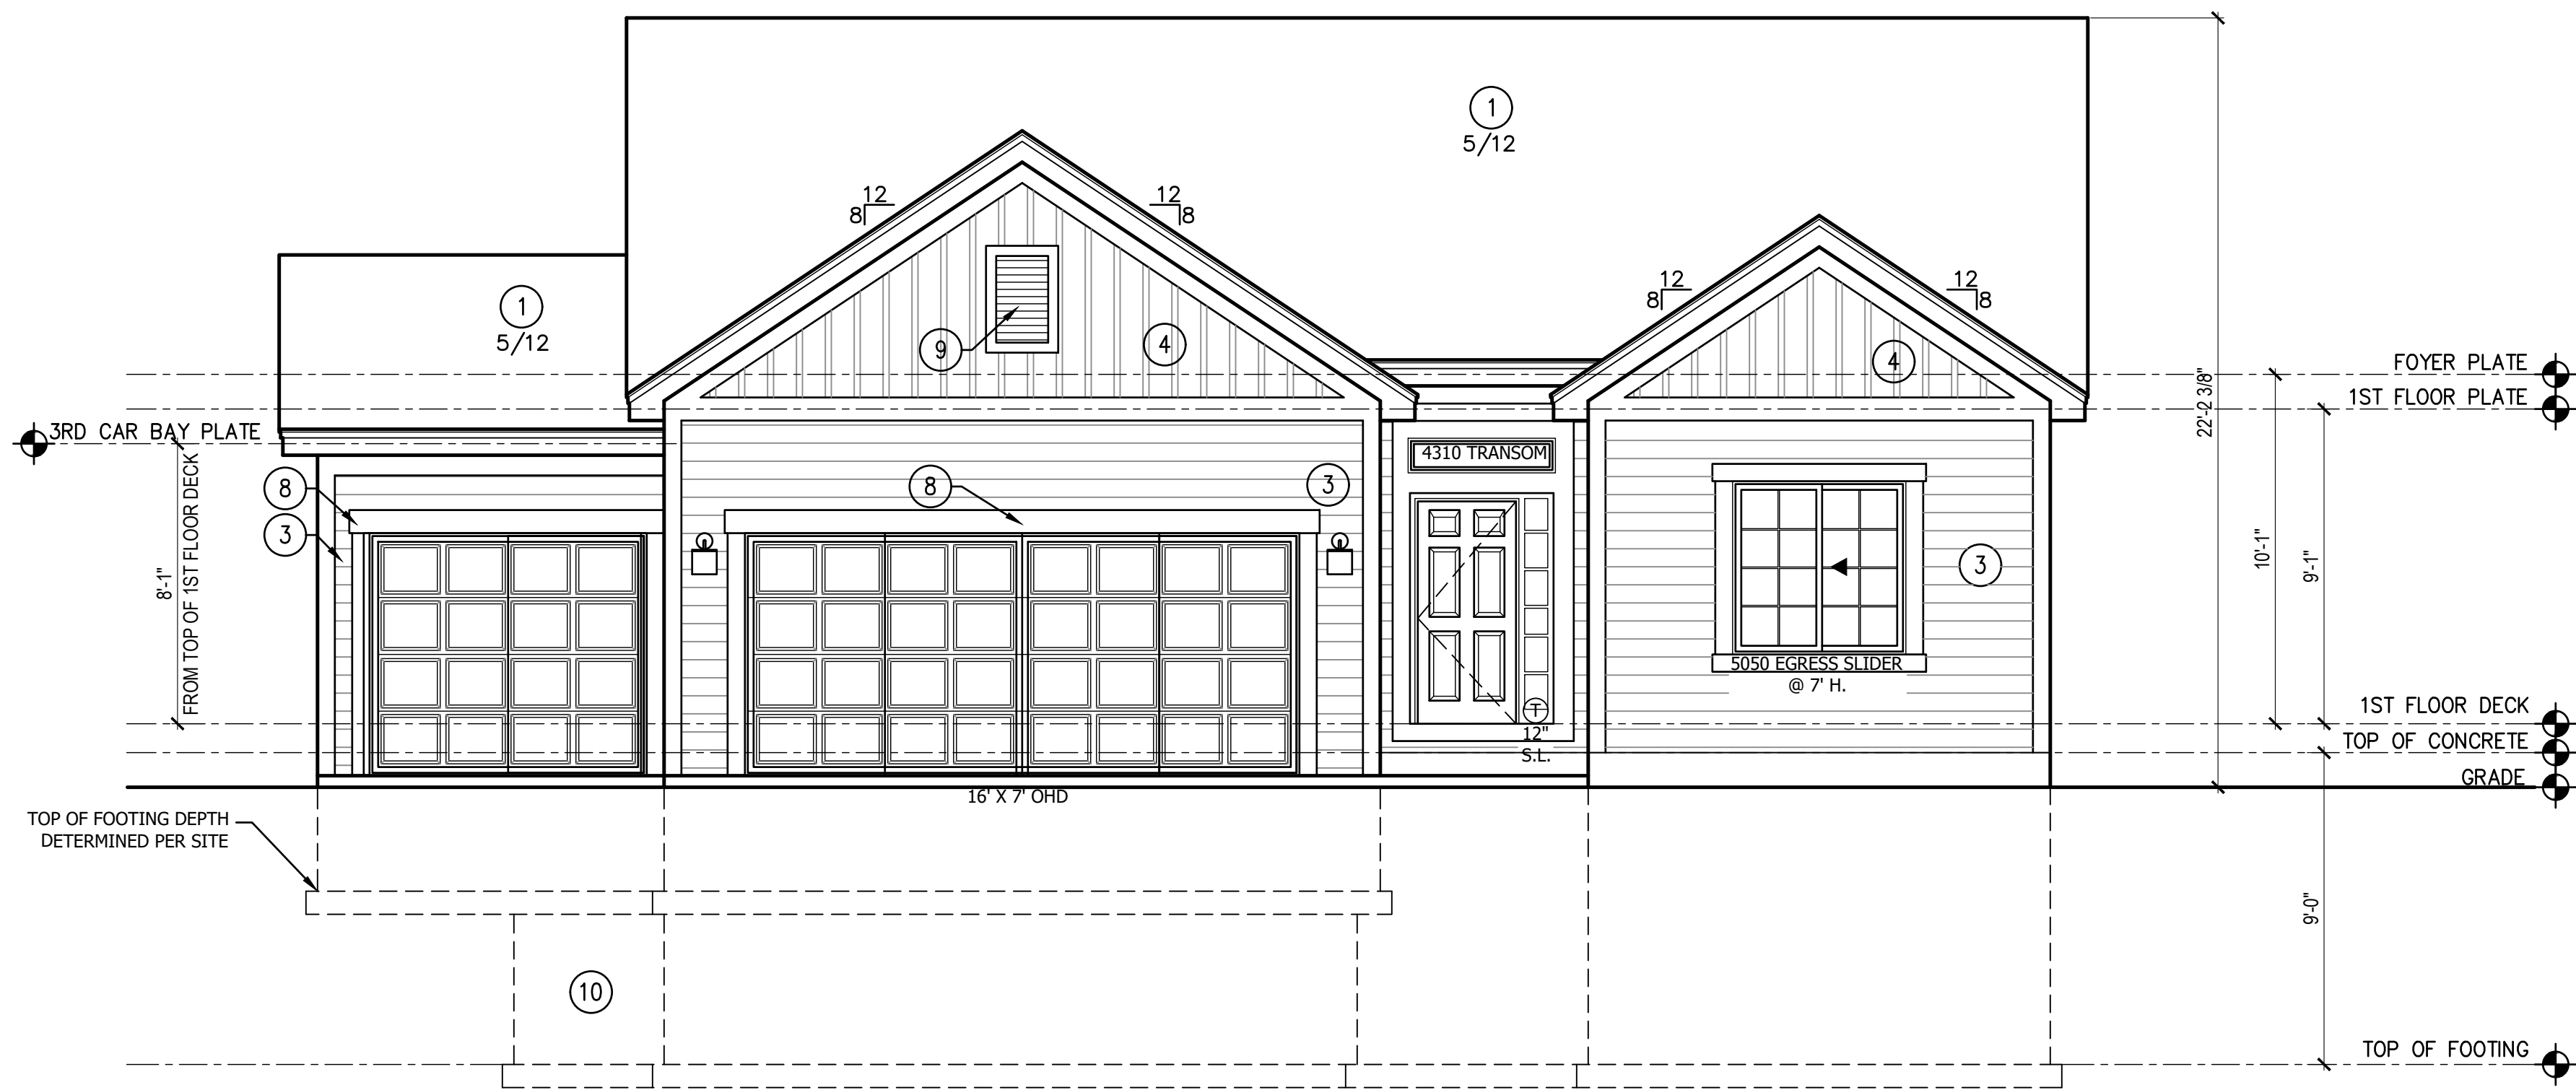 1
5/12
12
8
12
8
12
8
12
8
1
5/12
9
4
4
FOYER PLATE
1ST FLOOR PLATE
22'-2 3/8"
3RD CAR BAY PLATE
8'-1"
FROM TOP OF 1ST FLOOR DECK
8
3
8
3
4310 TRANSOM
3
5050 EGRESS SLIDER
@ 7' H.
T
12"
S.L.
10'-1"
9'-1"
1ST FLOOR DECK
TOP OF CONCRETE
GRADE
16' X 7' OHD
TOP OF FOOTING DEPTH
DETERMINED PER SITE
9'-0"
10
TOP OF FOOTING